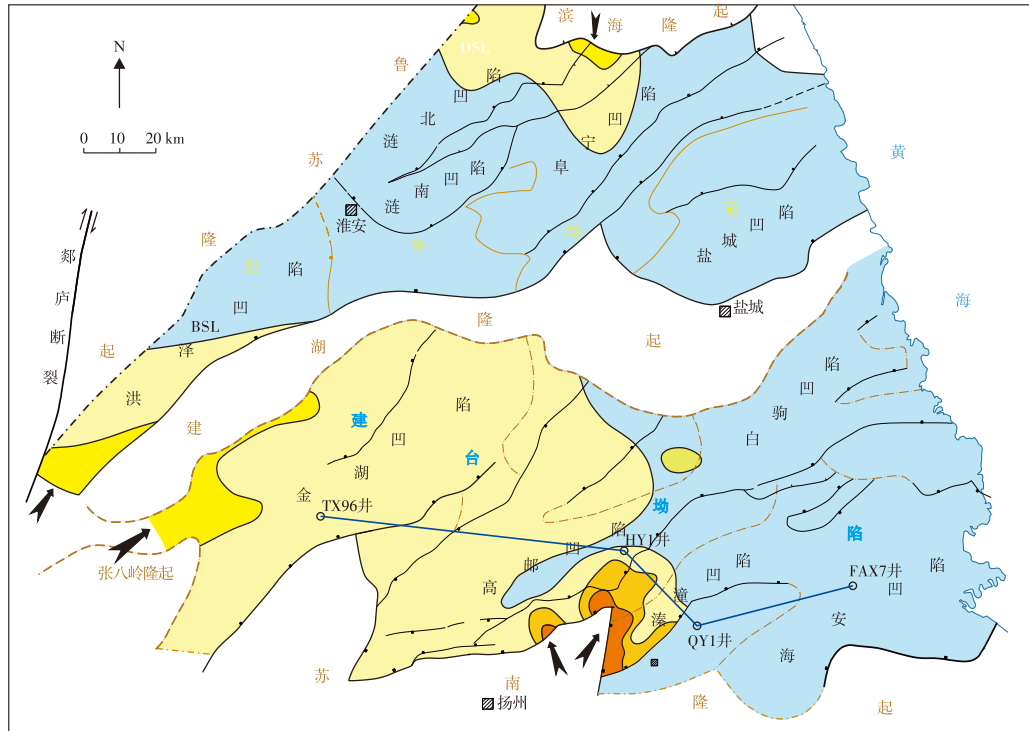 N
0 10 20 km
郯庐断裂
滨海隆起
鲁苏隆起
DSL
涟北凹陷
涟南凹陷
阜宁凹陷
盐城凹陷
淮安
盐城
盐阜坳陷
BSL
洪泽凹陷
建湖隆起
黄海
建台坳陷
金湖凹陷
高邮凹陷
溱潼凹陷
白驹凹陷
海安凹陷
TX96井
HY1井
QY1井
FAX7井
张八岭隆起
苏南隆起
扬州